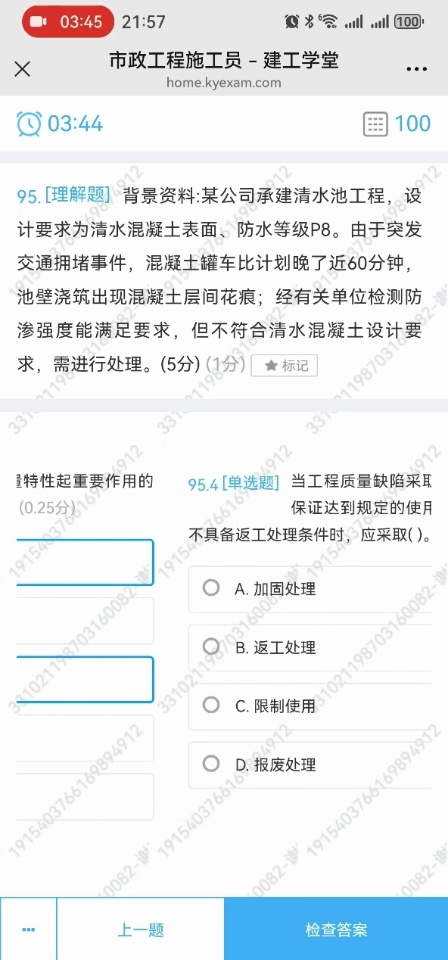 03:45 21:57 100
市政工程施工员 – 建工学堂
home.kyexam.com
03:44 100
95. [理解题] 背景资料:某公司承建清水池工程，设
计要求为清水混凝土表面、防水等级P8。由于突发
交通拥堵事件，混凝土罐车比计划晚了近60分钟，
池壁浇筑出现混凝土层间花痕；经有关单位检测防
渗强度能满足要求，但不符合清水混凝土设计要
求，需进行处理。(5分) (1分) ★ 标记
特性起重要作用的
(0.25分)
95.4 [单选题] 当工程质量缺陷采
保证达到规定的使用
不具备返工处理条件时，应采取( )。
A. 加固处理
B. 返工处理
C. 限制使用
D. 报废处理
上一题 检查答案